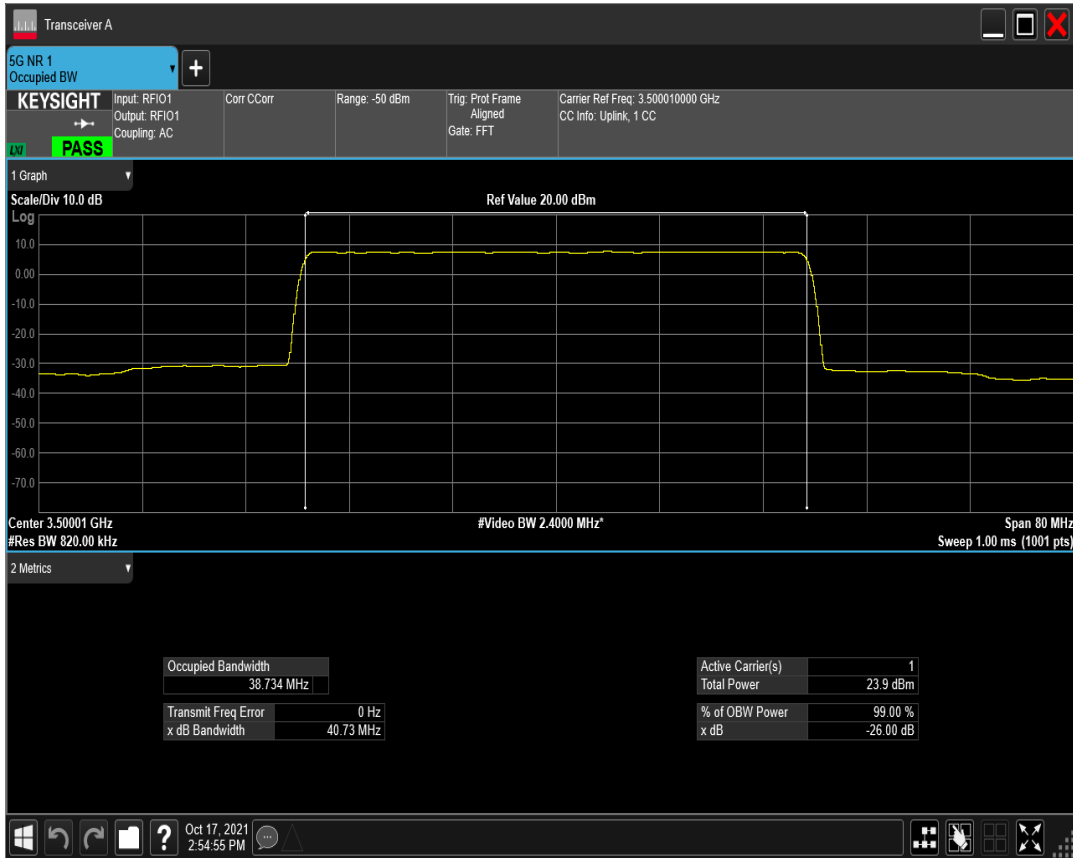 Transceiver A
5G NR 1
Occupied BW
KEYSIGHT
Input: RFIO1
Output: RFIO1
Coupling: AC
Corr CCorr
Range: -50 dBm
Trig: Prot Frame
Aligned
Gate: FFT
Carrier Ref Freq: 3.500010000 GHz
CC Info: Uplink, 1 CC
LXI
PASS
1 Graph
Scale/Div 10.0 dB
Ref Value 20.00 dBm
Log
10.0
0.00
-10.0
-20.0
-30.0
-40.0
-50.0
-60.0
-70.0
Center 3.50001 GHz
#Video BW 2.4000 MHz*
Span 80 MHz
#Res BW 820.00 kHz
Sweep 1.00 ms (1001 pts)
2 Metrics
Occupied Bandwidth
38.734 MHz
Transmit Freq Error 0 Hz
x dB Bandwidth 40.73 MHz
Active Carrier(s) 1
Total Power 23.9 dBm
% of OBW Power 99.00 %
x dB -26.00 dB
?
Oct 17, 2021
2:54:55 PM